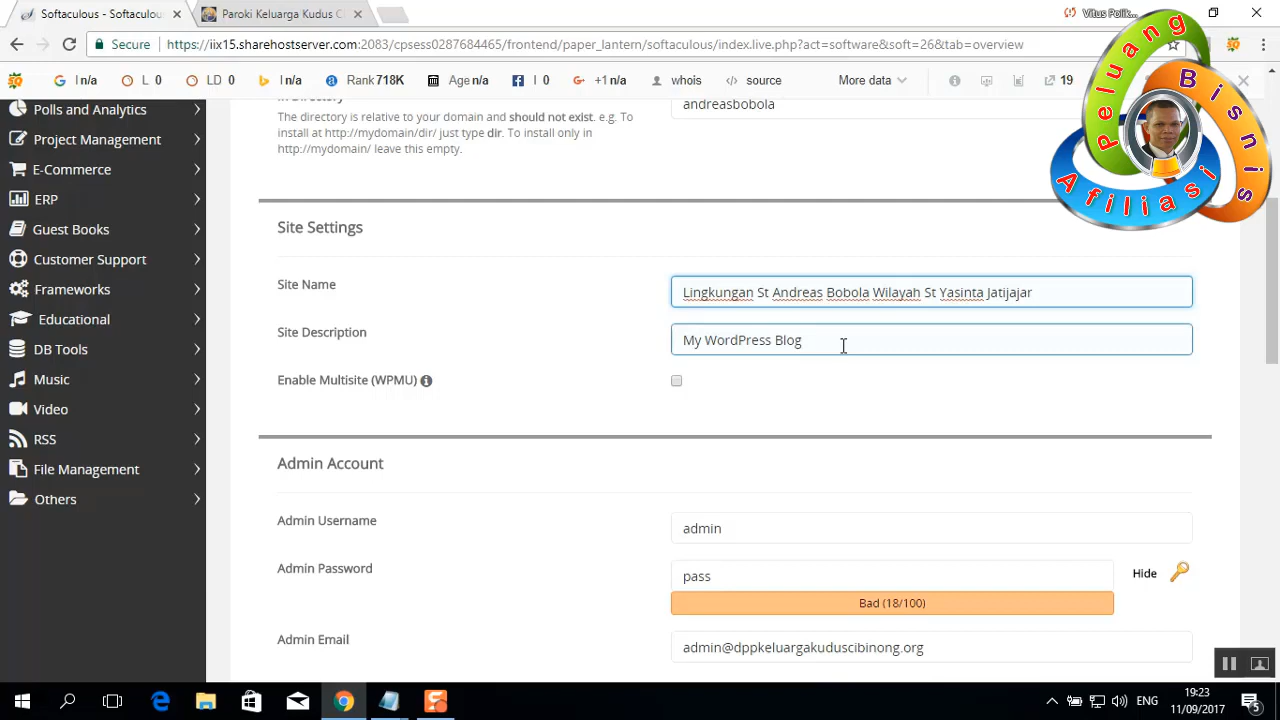 Softaculous - Softaculous
Paroki Keluarga Kudus C
Vitus Polik...
Secure
https://iix15.sharehostserver.com:2083/cpsess0287684465/frontend/paper_lantern/softaculous/index.live.php?act=software&soft=26&tab=overview
I n/a
L 0
LD 0
I n/a
Rank 718K
Age n/a
I 0
+1 n/a
whois
source
More data
19
Peluang
Bisnis
Afiliasi
Polls and Analytics
Project Management
E-Commerce
ERP
Guest Books
Customer Support
Frameworks
Educational
DB Tools
Music
Video
RSS
File Management
Others
In Directory
The directory is relative to your domain and should not exist. e.g. To
install at http://mydomain/dir/ just type dir. To install only in
http://mydomain/ leave this empty.
andreasbobola
Site Settings
Site Name
Lingkungan St Andreas Bobola Wilayah St Yasinta Jatijajar
Site Description
My WordPress Blog
Enable Multisite (WPMU)
Admin Account
Admin Username
admin
Admin Password
pass
Hide
Bad (18/100)
Admin Email
admin@dppkeluargakuduscibinong.org
ENG
19:23
11/09/2017
5